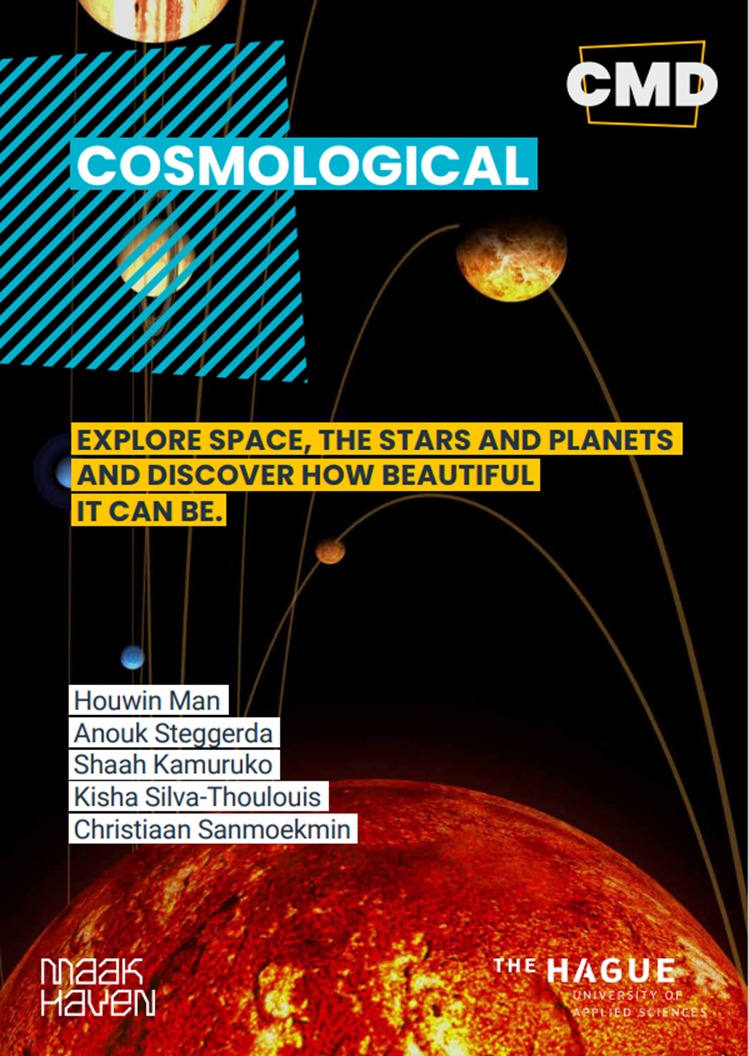 CMD
COSMOLOGICAL
EXPLORE SPACE, THE STARS AND PLANETS
AND DISCOVER HOW BEAUTIFUL
IT CAN BE.
Houwin Man
Anouk Steggerda
Shaah Kamuruko
Kisha Silva-Thoulouis
Christiaan Sanmoekmin
maak
Haven
THE HAGUE
UNIVERSITY OF
APPLIED SCIENCES